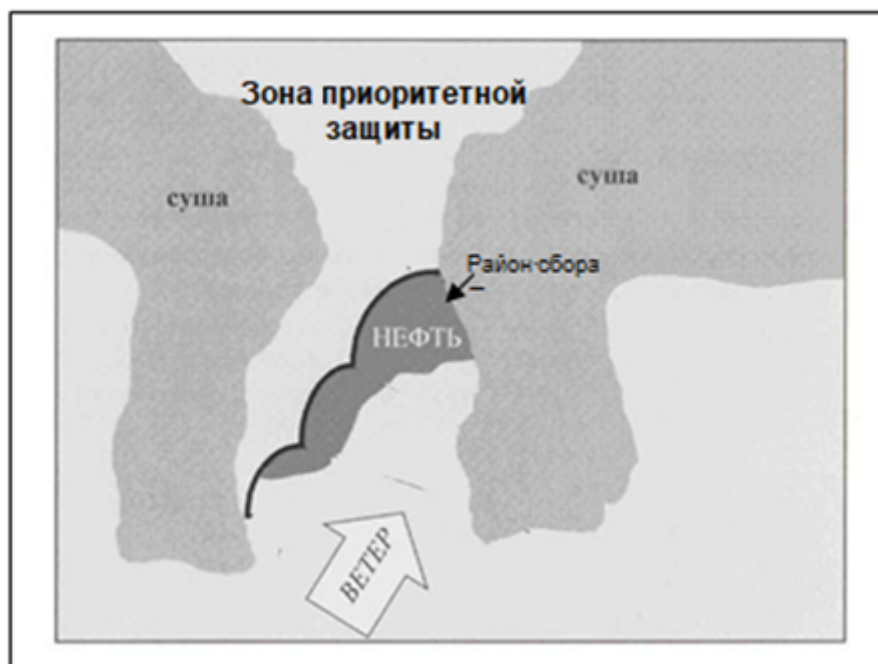 Зона приоритетной
защиты
суша
суша
Район сбора
НЕФТЬ
ВЕТЕР